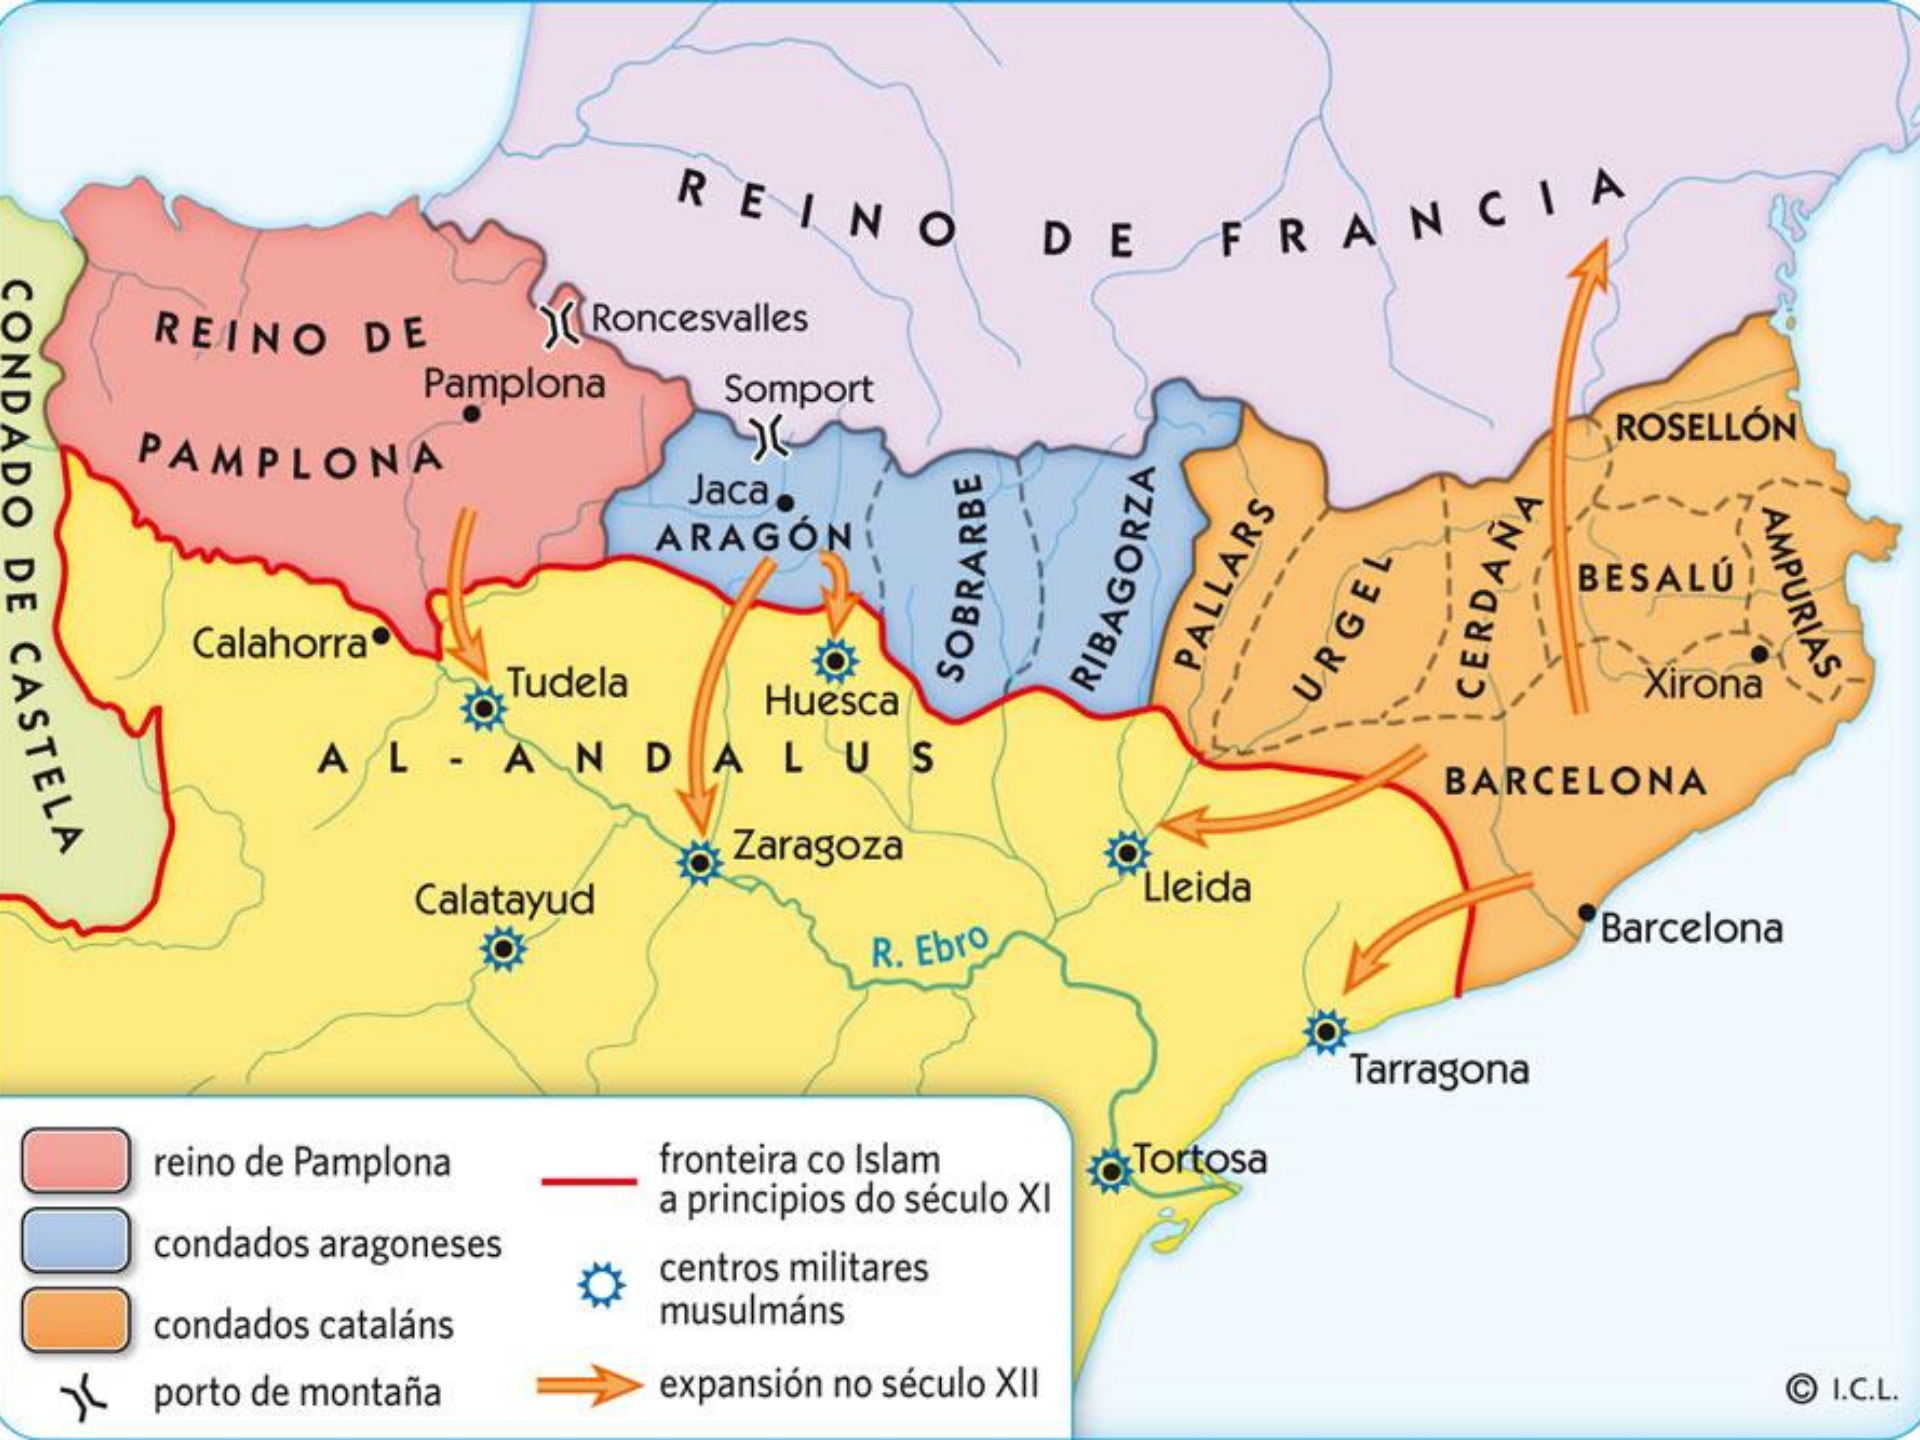 REINO DE FRANCIA
CONDADO DE CASTELA
REINO DE
PAMPLONA
Pamplona
Roncesvalles
Somport
Jaca
ARAGÓN
SOBRARBE
RIBAGORZA
PALLARS
URGEL
CERDAÑA
ROSELLÓN
BESALÚ
AMPURIAS
Xirona
BARCELONA
Barcelona
Calahorra
Tudela
Huesca
AL-ANDALUS
Zaragoza
Calatayud
R. Ebro
Lleida
Tarragona
Tortosa
reino de Pamplona
condados aragoneses
condados cataláns
porto de montaña
fronteira co Islam
a principios do século XI
centros militares
musulmáns
expansión no século XII
© I.C.L.